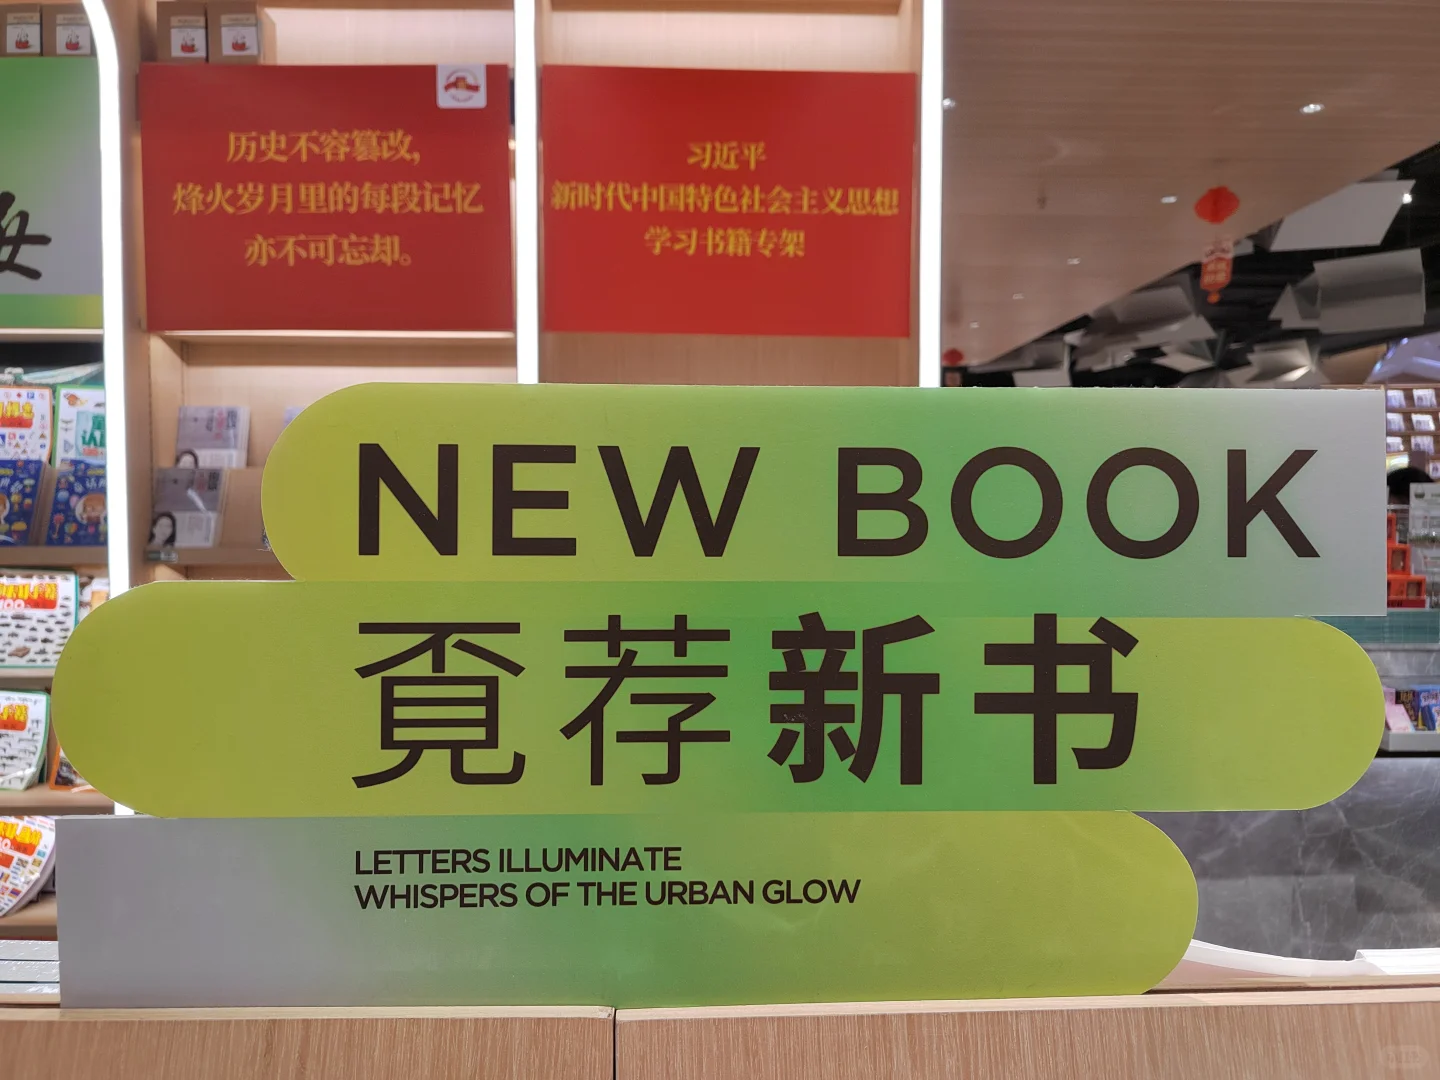 历史不容篡改，
烽火岁月里的每段记忆
亦不可忘却。
习近平
新时代中国特色社会主义思想
学习书籍专架
NEW BOOK
覔荐新书
LETTERS ILLUMINATE
WHISPERS OF THE URBAN GLOW